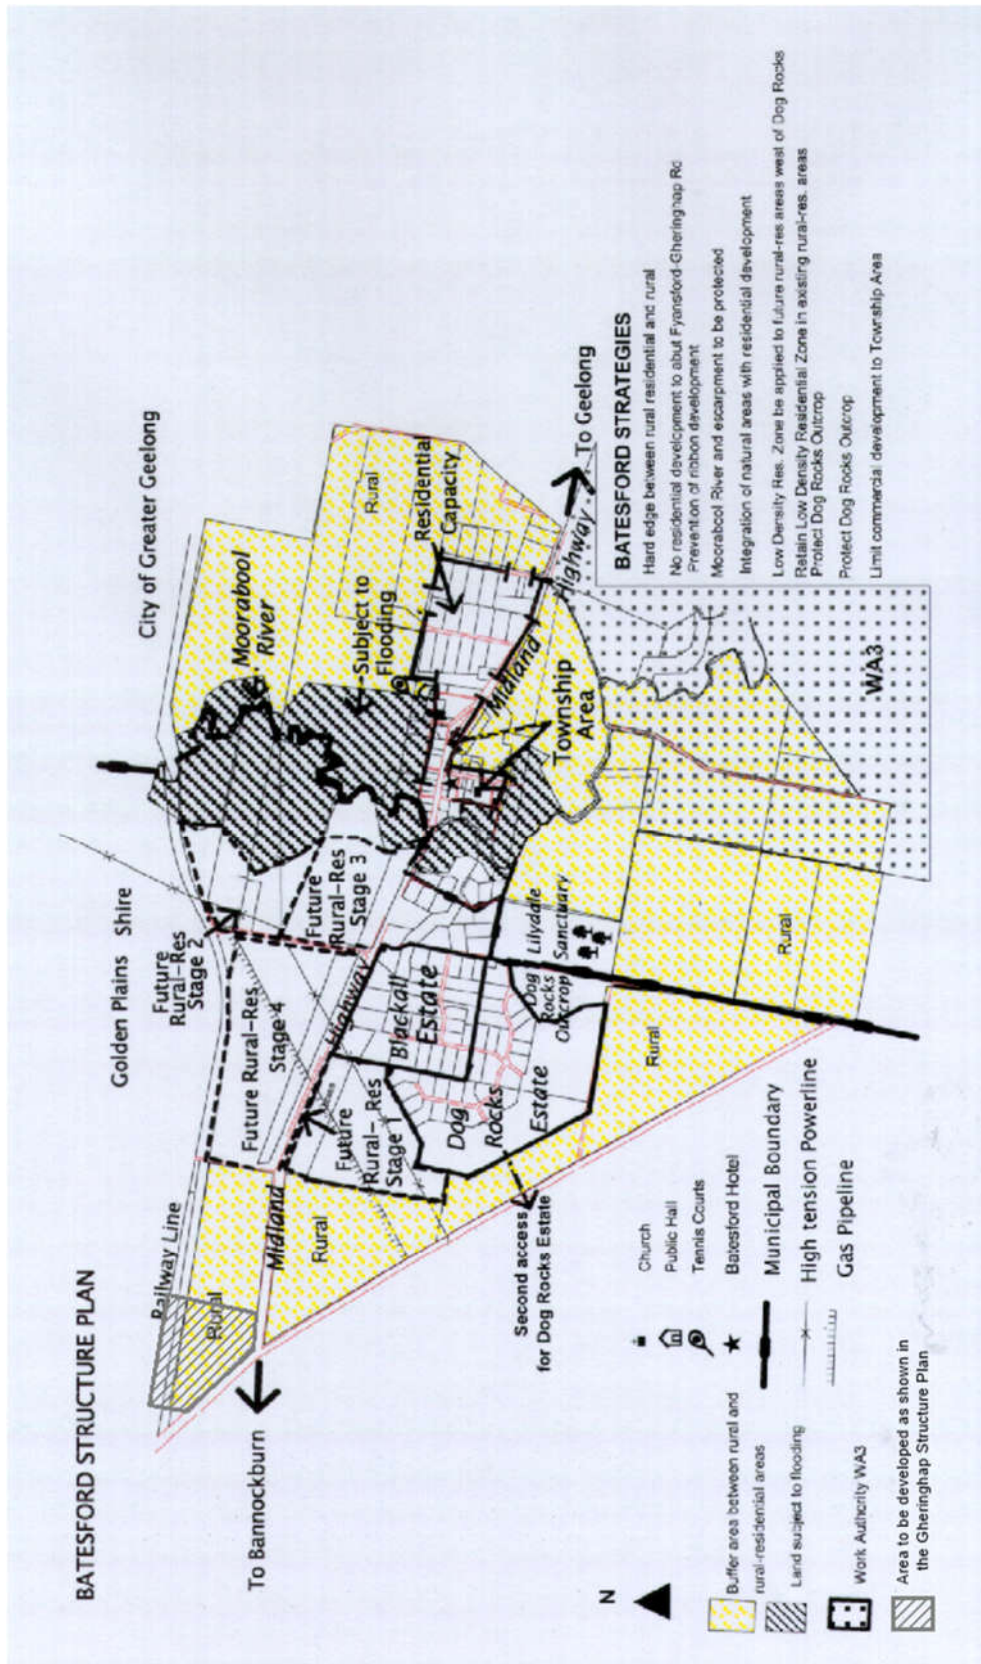 BATESFORD STRUCTURE PLAN
City of Greater Geelong
Golden Plains Shire
Railway Line
To Bannockburn
Rural
Midland
Rural
Future
Rural-Res
Stage 2
Future Rural-Res
Stage 4
Highway
Future
Rural-Res
Stage 3
Future
Rural-Res
Stage 1
Moorabool
River
Subject to
Flooding
Rural
Residential
Capacity
Midland
Highway
To Geelong
Township
Area
Blackall
Estate
Dog
Rocks
Estate
Dog
Rocks
Outcrop
Lilyddle
Sanctuary
Rural
Rural
WA3
Second access
for Dog Rocks Estate
BATESFORD STRATEGIES
Hard edge between rural residential and rural
No residential development to abut Fyansford-Gheringhap Rd
Prevention of ribbon development
Moorabool River and escarpment to be protected
Integration of natural areas with residential development
Low Density Res. Zone be applied to future rural-res areas west of Dog Rocks
Retain Low Density Residential Zone in existing rural-res. areas
Protect Dog Rocks Outcrop
Protect Dog Rocks Outcrop
Limit commercial development to Township Area
N
Buffer area between rural and
rural-residential areas
Land subject to flooding
Work Authority WA3
Area to be developed as shown in
the Gheringhap Structure Plan
Church
Public Hall
Tennis Courts
Batesford Hotel
Municipal Boundary
High tension Powerline
Gas Pipeline